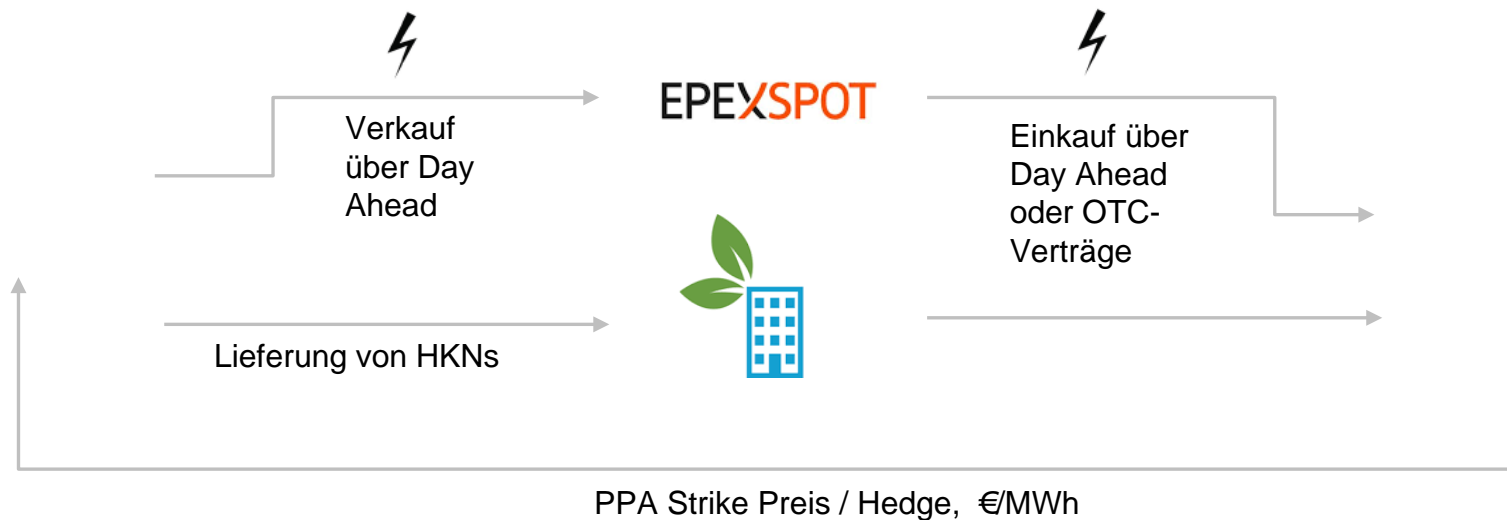 EPEXSPOT
Verkauf
über Day
Ahead
Einkauf über
Day Ahead
oder OTC-
Verträge
Lieferung von HKNs
PPA Strike Preis / Hedge, €/MWh